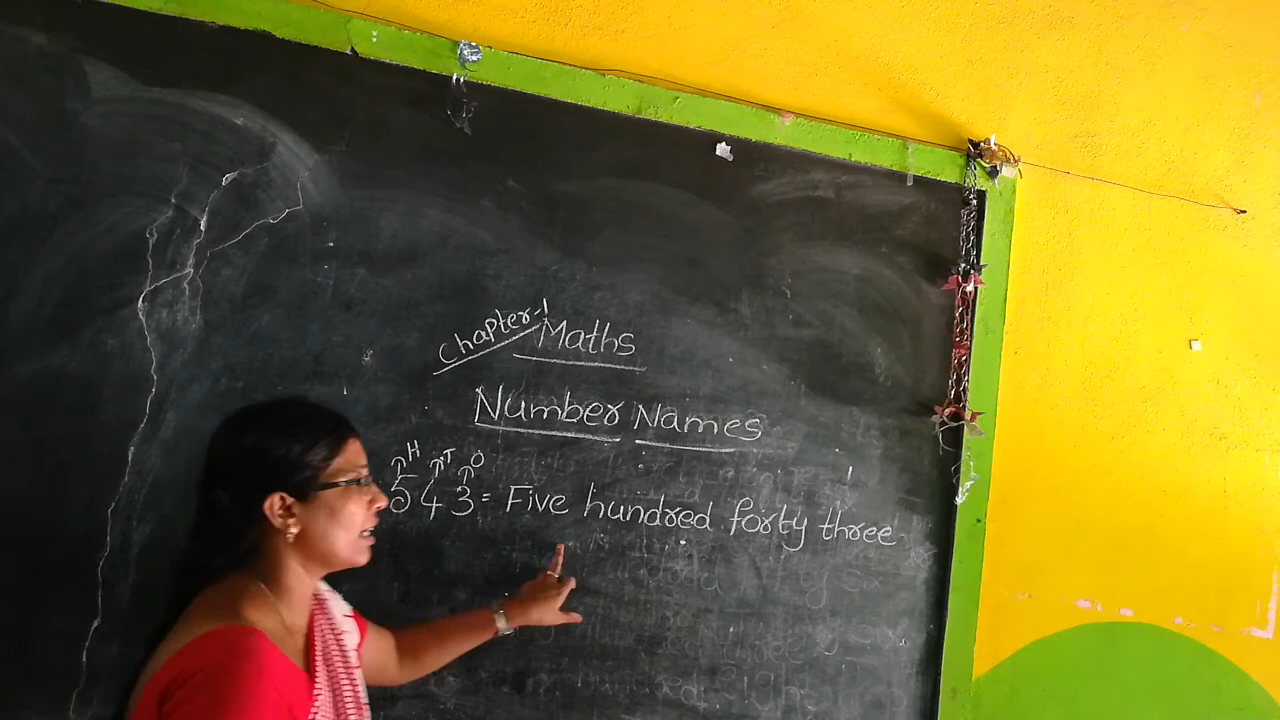 Chapter-1
Maths
Number Names
H T O
543 = Five hundred forty three